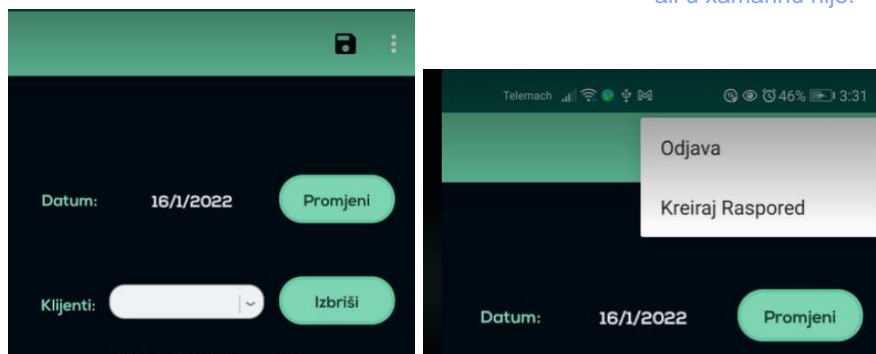 Datum: 16/1/2022 Promjeni
Klijenti: Izbriši
Telemach 46% 3:31
Odjava
Kreiraj Raspored
Datum: 16/1/2022 Promjeni